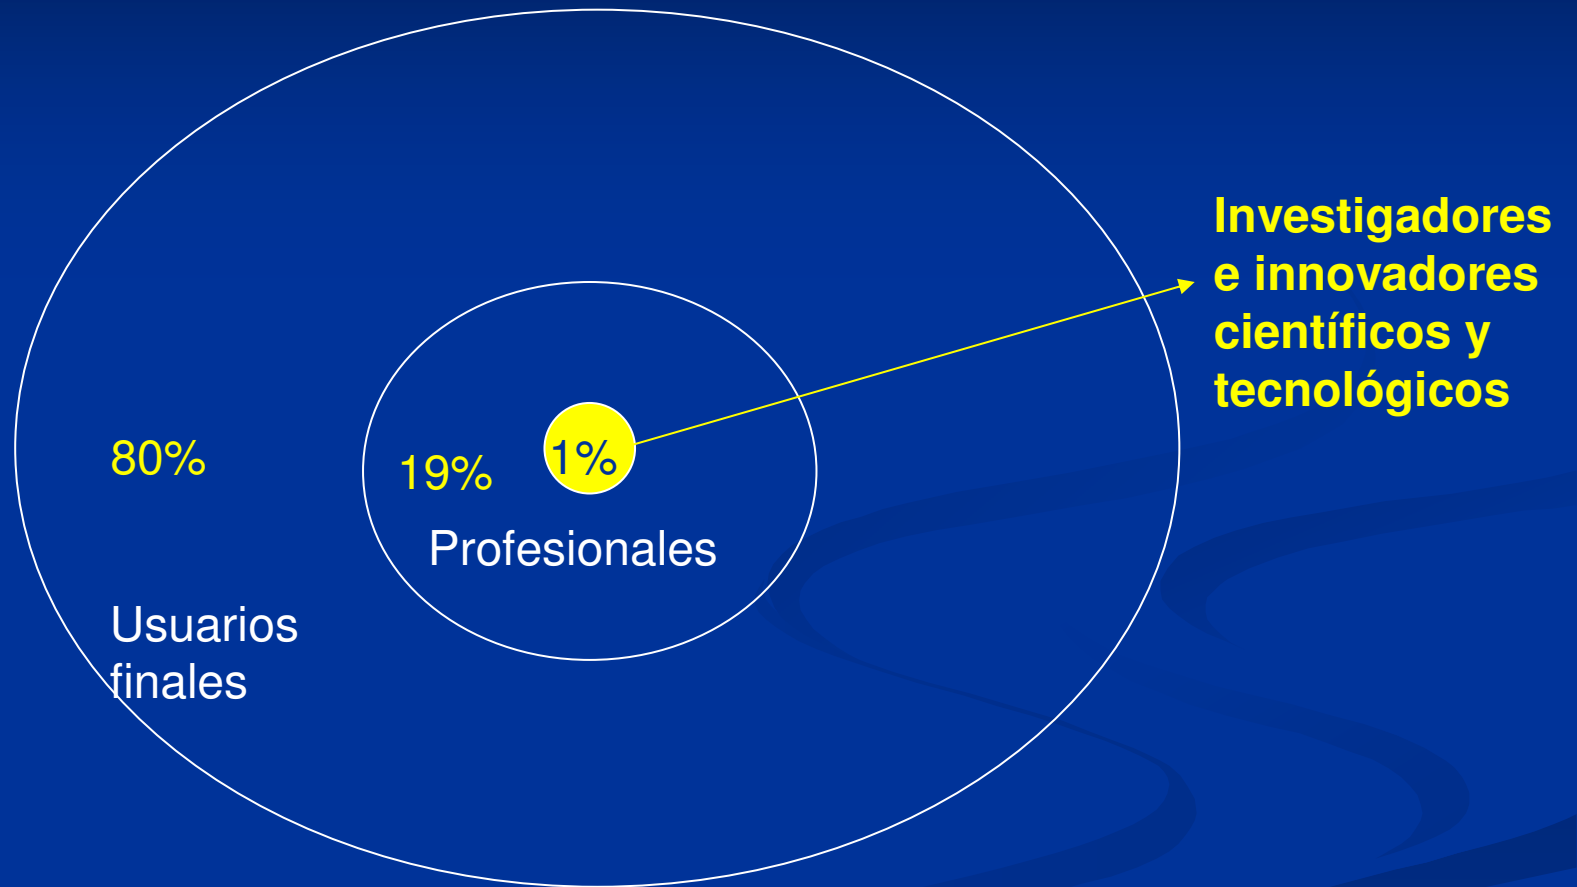 Investigadores
e innovadores
científicos y
tecnológicos
80%
19%
1%
Profesionales
Usuarios
finales